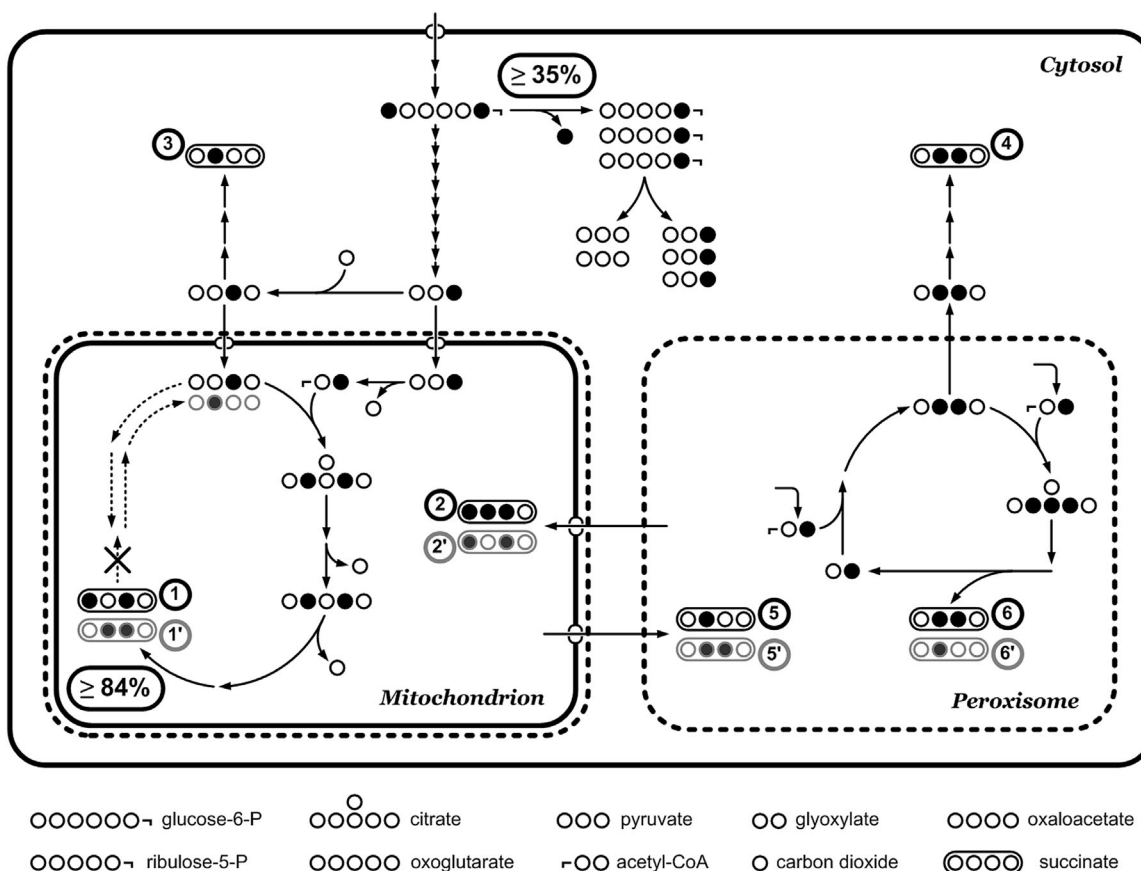 Cytosol
≥ 35%
3
4
2
2'
1
1'
5
5'
6
6'
≥ 84%
Mitochondrion
Peroxisome
glucose-6-P citrate pyruvate glyoxylate oxaloacetate
ribulose-5-P oxoglutarate acetyl-CoA carbon dioxide succinate